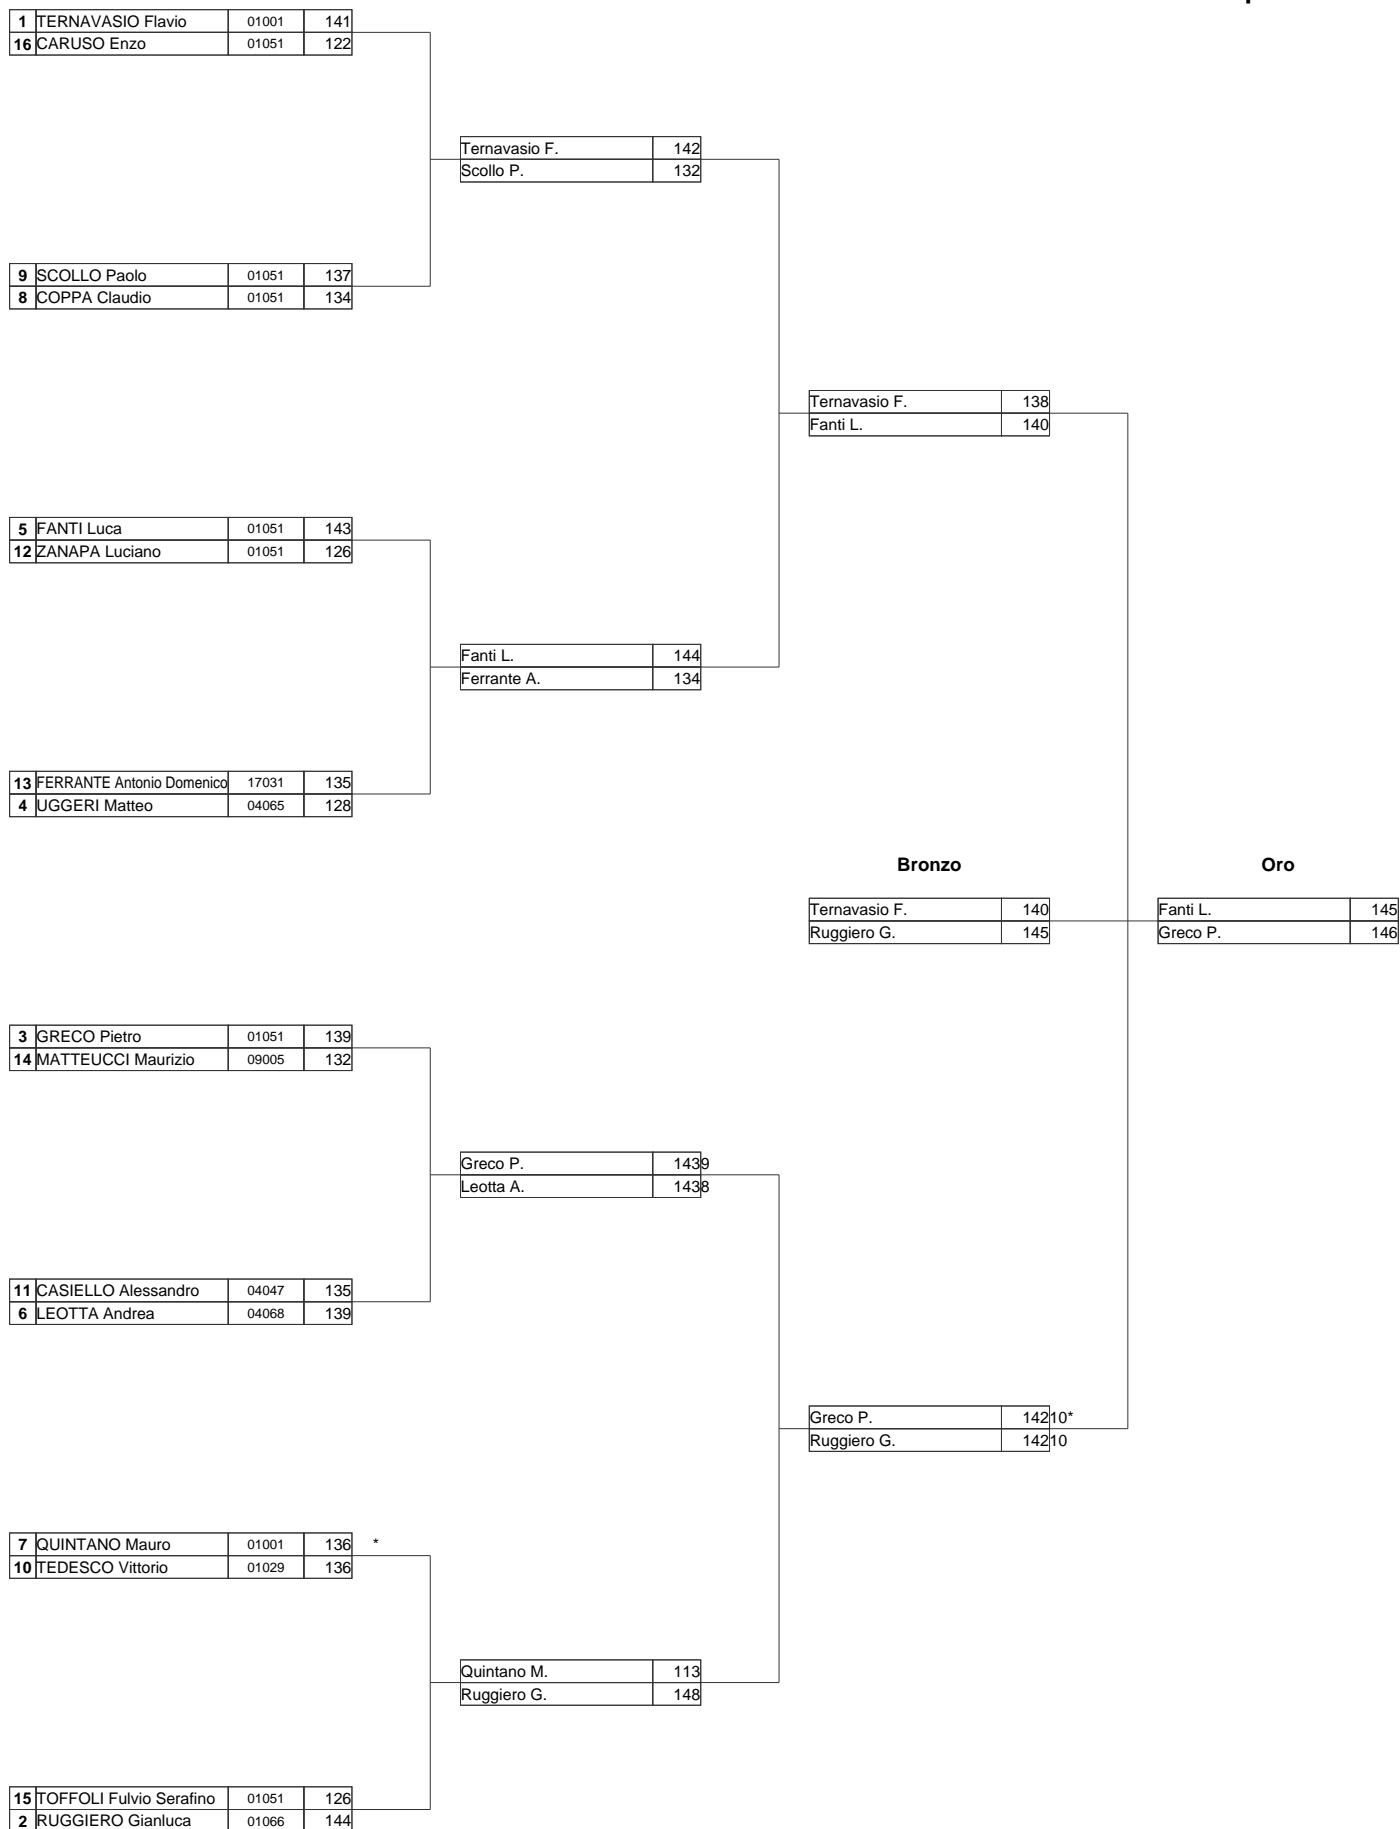 1 TERNAVASIO Flavio 01001 141
16 CARUSO Enzo 01051 122
Ternavasio F. 142
Scollo P. 132
9 SCOLLO Paolo 01051 137
8 COPPA Claudio 01051 134
Ternavasio F. 138
Fanti L. 140
5 FANTI Luca 01051 143
12 ZANAPA Luciano 01051 126
Fanti L. 144
Ferrante A. 134
13 FERRANTE Antonio Domenico 17031 135
4 UGGERI Matteo 04065 128
Bronzo Oro
Ternavasio F. 140 Fanti L. 145
Ruggiero G. 145 Greco P. 146
3 GRECO Pietro 01051 139
14 MATTEUCCI Maurizio 09005 132
Greco P. 143 9
Leotta A. 143 8
11 CASIELLO Alessandro 04047 135
6 LEOTTA Andrea 04068 139
Greco P. 142 10*
Ruggiero G. 142 10
7 QUINTANO Mauro 01001 136 *
10 TEDESCO Vittorio 01029 136
Quintano M. 113
Ruggiero G. 148
15 TOFFOLI Fulvio Serafino 01051 126
2 RUGGIERO Gianluca 01066 144